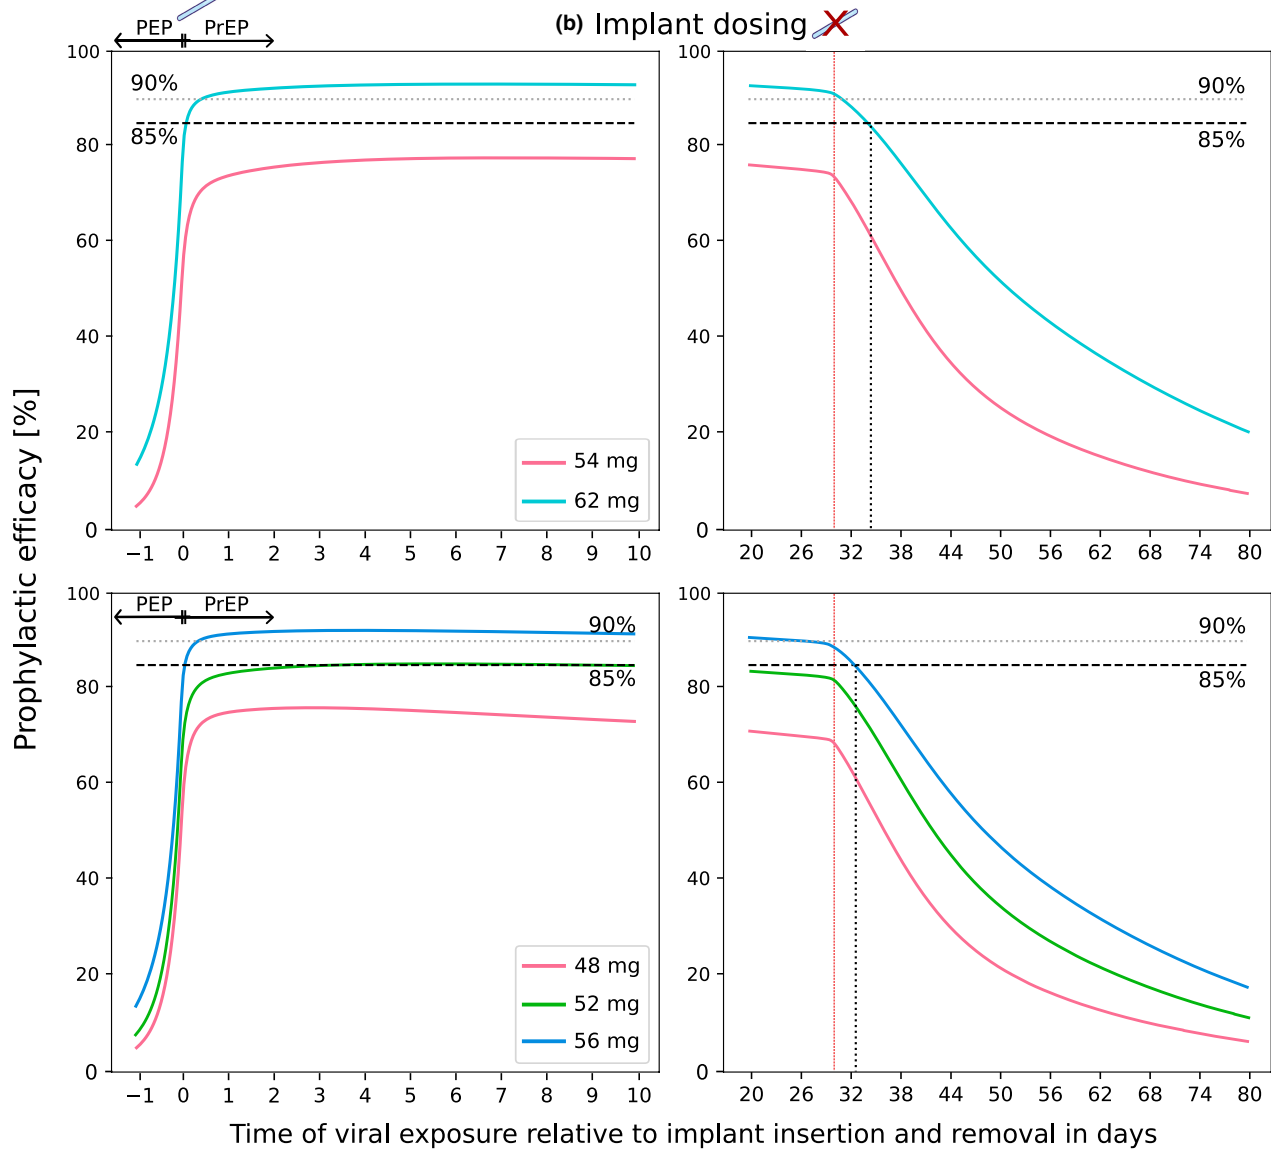 (b) Implant dosing
PEP PrEP
100
80
60
40
20
0
90%
85%
54 mg
62 mg
−1 0 1 2 3 4 5 6 7 8 9 10
100
80
60
40
20
0
90%
85%
20 26 32 38 44 50 56 62 68 74 80
Prophylactic efficacy [%]
PEP PrEP
100
80
60
40
20
0
90%
85%
48 mg
52 mg
56 mg
−1 0 1 2 3 4 5 6 7 8 9 10
100
80
60
40
20
0
90%
85%
20 26 32 38 44 50 56 62 68 74 80
Time of viral exposure relative to implant insertion and removal in days